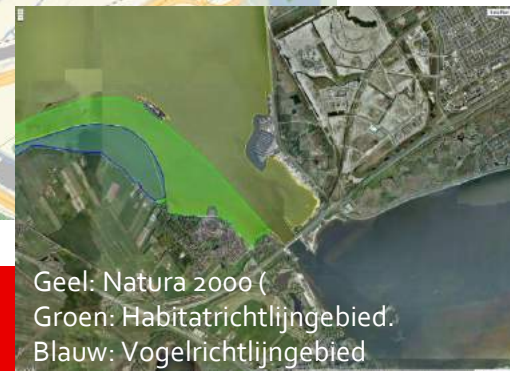 Geel: Natura 2000 (
Groen: Habitatrichtlijngebied.
Blauw: Vogelrichtlijngebied